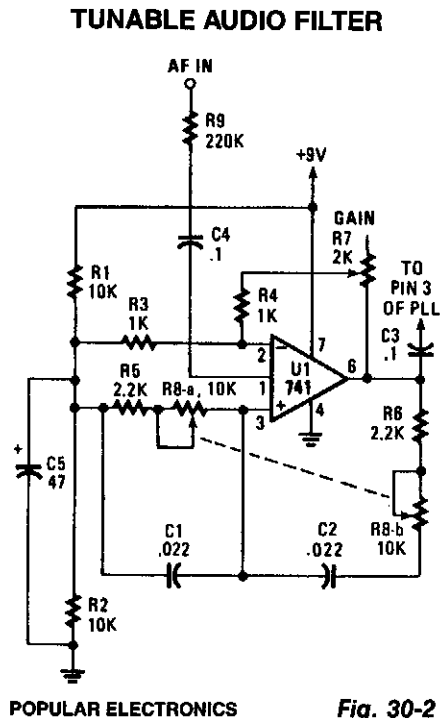 TUNABLE AUDIO FILTER
AF IN
R9
220K
+9V
GAIN
R7
2K
TO
PIN 3
OF PLL
C4
.1
R1
10K
R3
1K
R4
1K
C3
.1
2
7
U1
741
6
1
3
4
R5
2.2K
R8-a, 10K
R6
2.2K
+
C5
47
R8-b
10K
C1
.022
C2
.022
R2
10K
POPULAR ELECTRONICS
Fig. 30-2